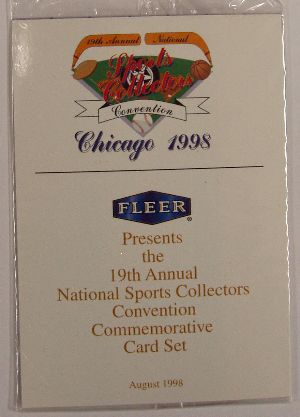 19th Annual National
Sports
Collectors
Convention
Chicago 1998
FLEER®
Presents
the
19th Annual
National Sports Collectors
Convention
Commemorative
Card Set
August 1998